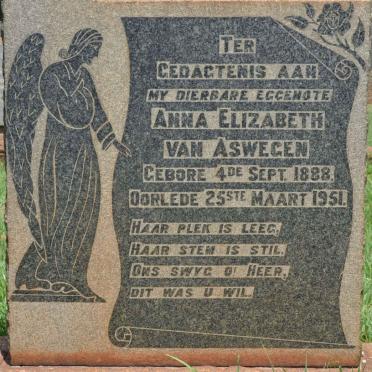 TER
GEDAGTENIS AAN
MY DIERBARE EGGENOTE
ANNA ELIZABETH
VAN ASWEGEN
GEBORE 4DE SEPT. 1888.
OORLEDE 25STE MAART 1951.
HAAR PLEK IS LEEG,
HAAR STEM IS STIL,
ONS SWYG O! HEER,
DIT WAS U WIL.